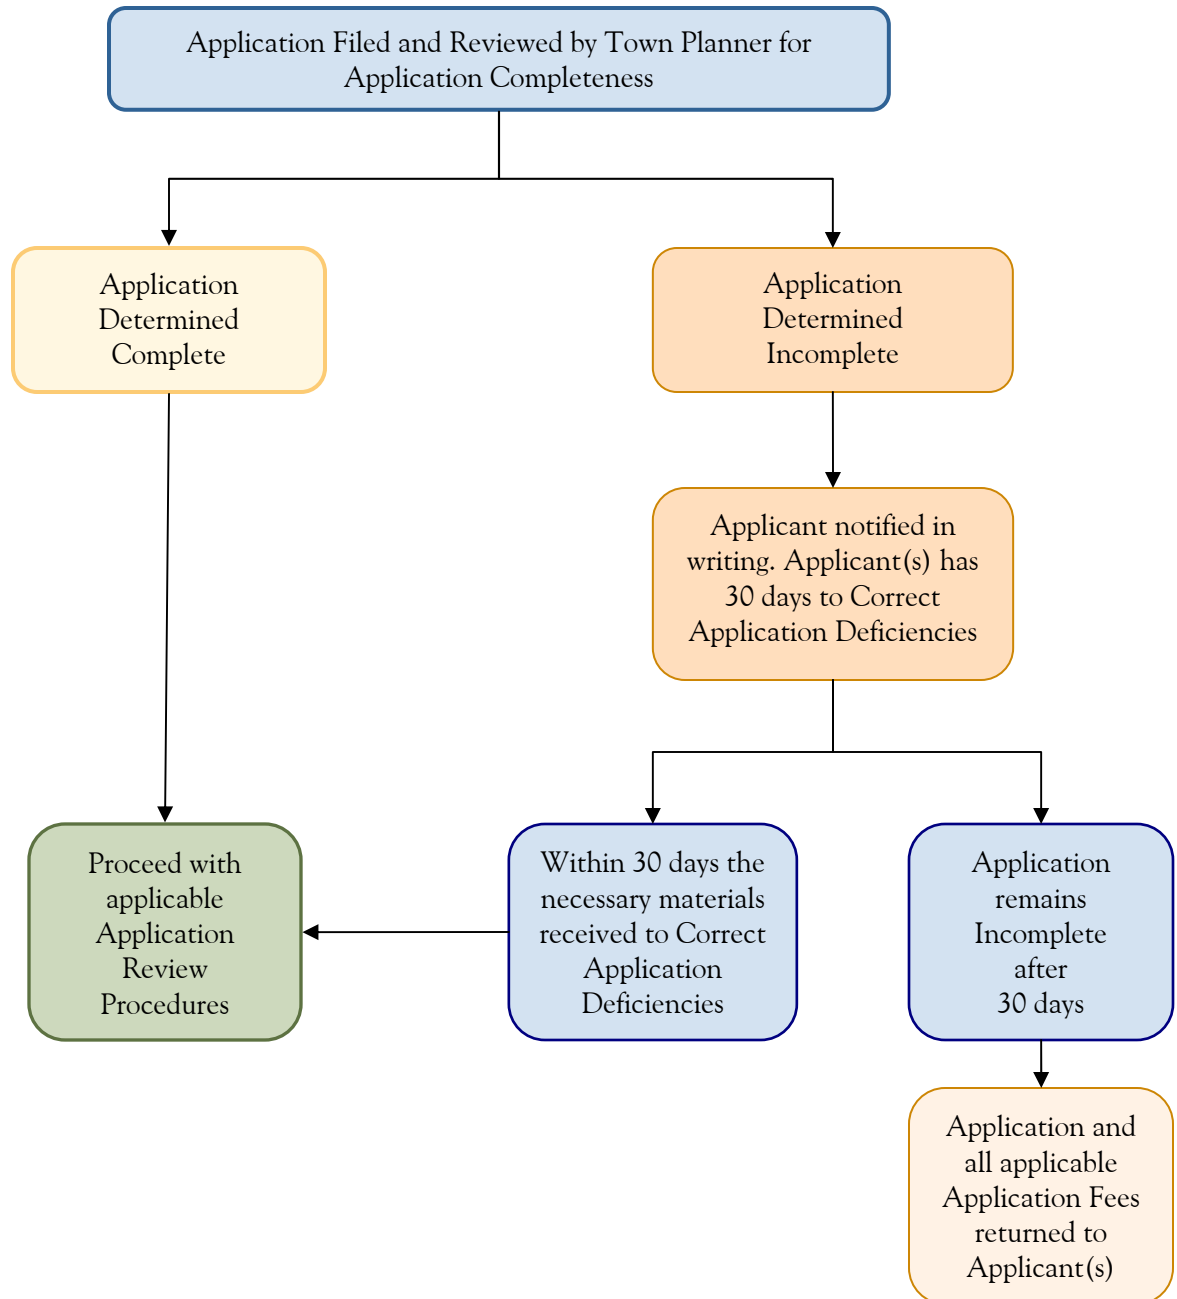 Application Filed and Reviewed by Town Planner for
Application Completeness
Application
Determined
Complete
Application
Determined
Incomplete
Applicant notified in
writing. Applicant(s) has
30 days to Correct
Application Deficiencies
Proceed with
applicable
Application
Review
Procedures
Within 30 days the
necessary materials
received to Correct
Application
Deficiencies
Application
remains
Incomplete
after
30 days
Application and
all applicable
Application Fees
returned to
Applicant(s)